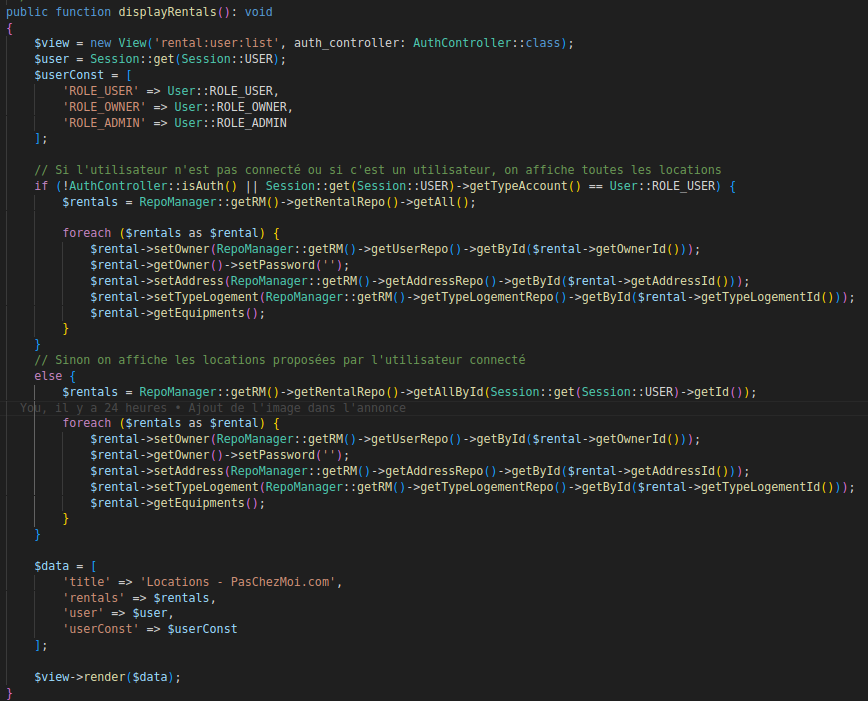 public function displayRentals(): void
{
    $view = new View('rental:user:list', auth_controller: AuthController::class);
    $user = Session::get(Session::USER);
    $userConst = [
        'ROLE_USER' => User::ROLE_USER,
        'ROLE_OWNER' => User::ROLE_OWNER,
        'ROLE_ADMIN' => User::ROLE_ADMIN
    ];

    // Si l'utilisateur n'est pas connecté ou si c'est un utilisateur, on affiche toutes les locations
    if (!AuthController::isAuth() || Session::get(Session::USER)->getTypeAccount() == User::ROLE_USER) {
        $rentals = RepoManager::getRM()->getRentalRepo()->getAll();

        foreach ($rentals as $rental) {
            $rental->setOwner(RepoManager::getRM()->getUserRepo()->getById($rental->getOwnerId()));
            $rental->getOwner()->setPassword('');
            $rental->setAddress(RepoManager::getRM()->getAddressRepo()->getById($rental->getAddressId()));
            $rental->setTypeLogement(RepoManager::getRM()->getTypeLogementRepo()->getById($rental->getTypeLogementId()));
            $rental->getEquipments();
        }
    }
    // Sinon on affiche les locations proposées par l'utilisateur connecté
    else {
        $rentals = RepoManager::getRM()->getRentalRepo()->getAllById(Session::get(Session::USER)->getId());
You, il y a 24 heures • Ajout de l'image dans l'annonce
        foreach ($rentals as $rental) {
            $rental->setOwner(RepoManager::getRM()->getUserRepo()->getById($rental->getOwnerId()));
            $rental->getOwner()->setPassword('');
            $rental->setAddress(RepoManager::getRM()->getAddressRepo()->getById($rental->getAddressId()));
            $rental->setTypeLogement(RepoManager::getRM()->getTypeLogementRepo()->getById($rental->getTypeLogementId()));
            $rental->getEquipments();
        }
    }

    $data = [
        'title' => 'Locations - PasChezMoi.com',
        'rentals' => $rentals,
        'user' => $user,
        'userConst' => $userConst
    ];

    $view->render($data);
}